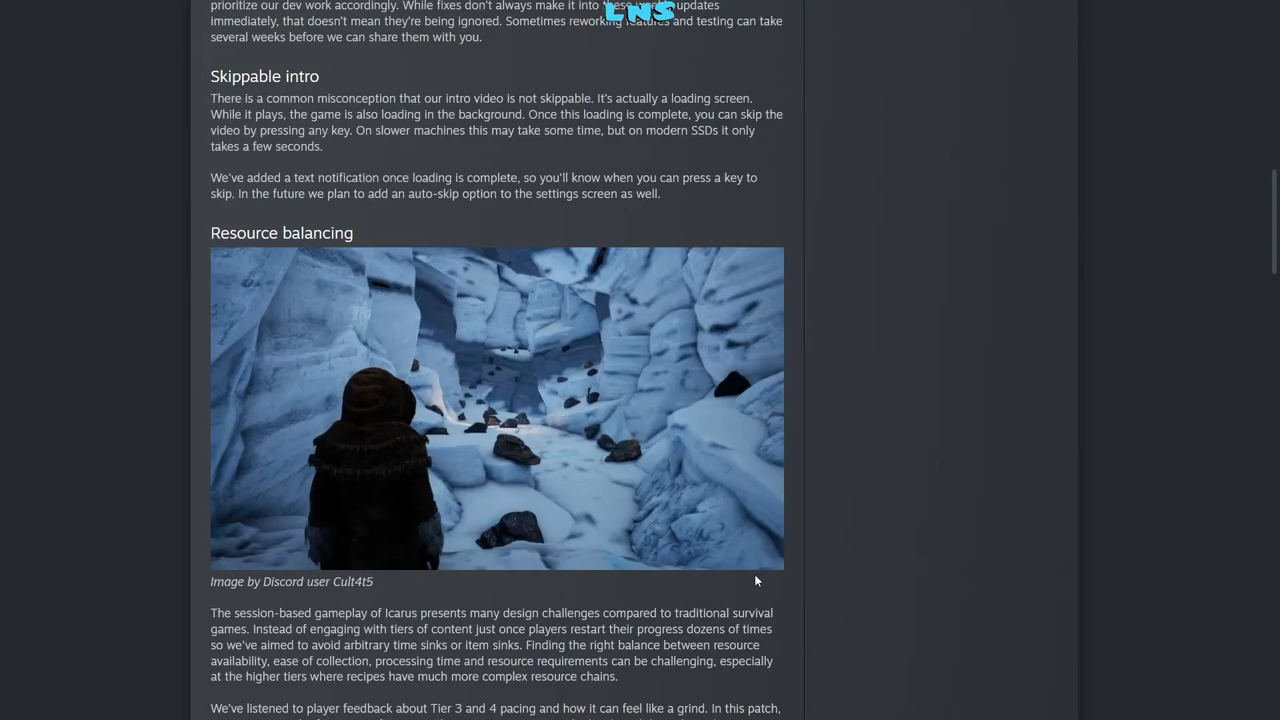 prioritize our dev work accordingly. While fixes don't always make it into these weekly updates
LNS
immediately, that doesn't mean they're being ignored. Sometimes reworking features and testing can take
several weeks before we can share them with you.
Skippable intro
There is a common misconception that our intro video is not skippable. It's actually a loading screen.
While it plays, the game is also loading in the background. Once this loading is complete, you can skip the
video by pressing any key. On slower machines this may take some time, but on modern SSDs it only
takes a few seconds.
We've added a text notification once loading is complete, so you'll know when you can press a key to
skip. In the future we plan to add an auto-skip option to the settings screen as well.
Resource balancing
Image by Discord user Cult4t5
The session-based gameplay of Icarus presents many design challenges compared to traditional survival
games. Instead of engaging with tiers of content just once players restart their progress dozens of times
so we've aimed to avoid arbitrary time sinks or item sinks. Finding the right balance between resource
availability, ease of collection, processing time and resource requirements can be challenging, especially
at the higher tiers where recipes have much more complex resource chains.
We've listened to player feedback about Tier 3 and 4 pacing and how it can feel like a grind. In this patch,